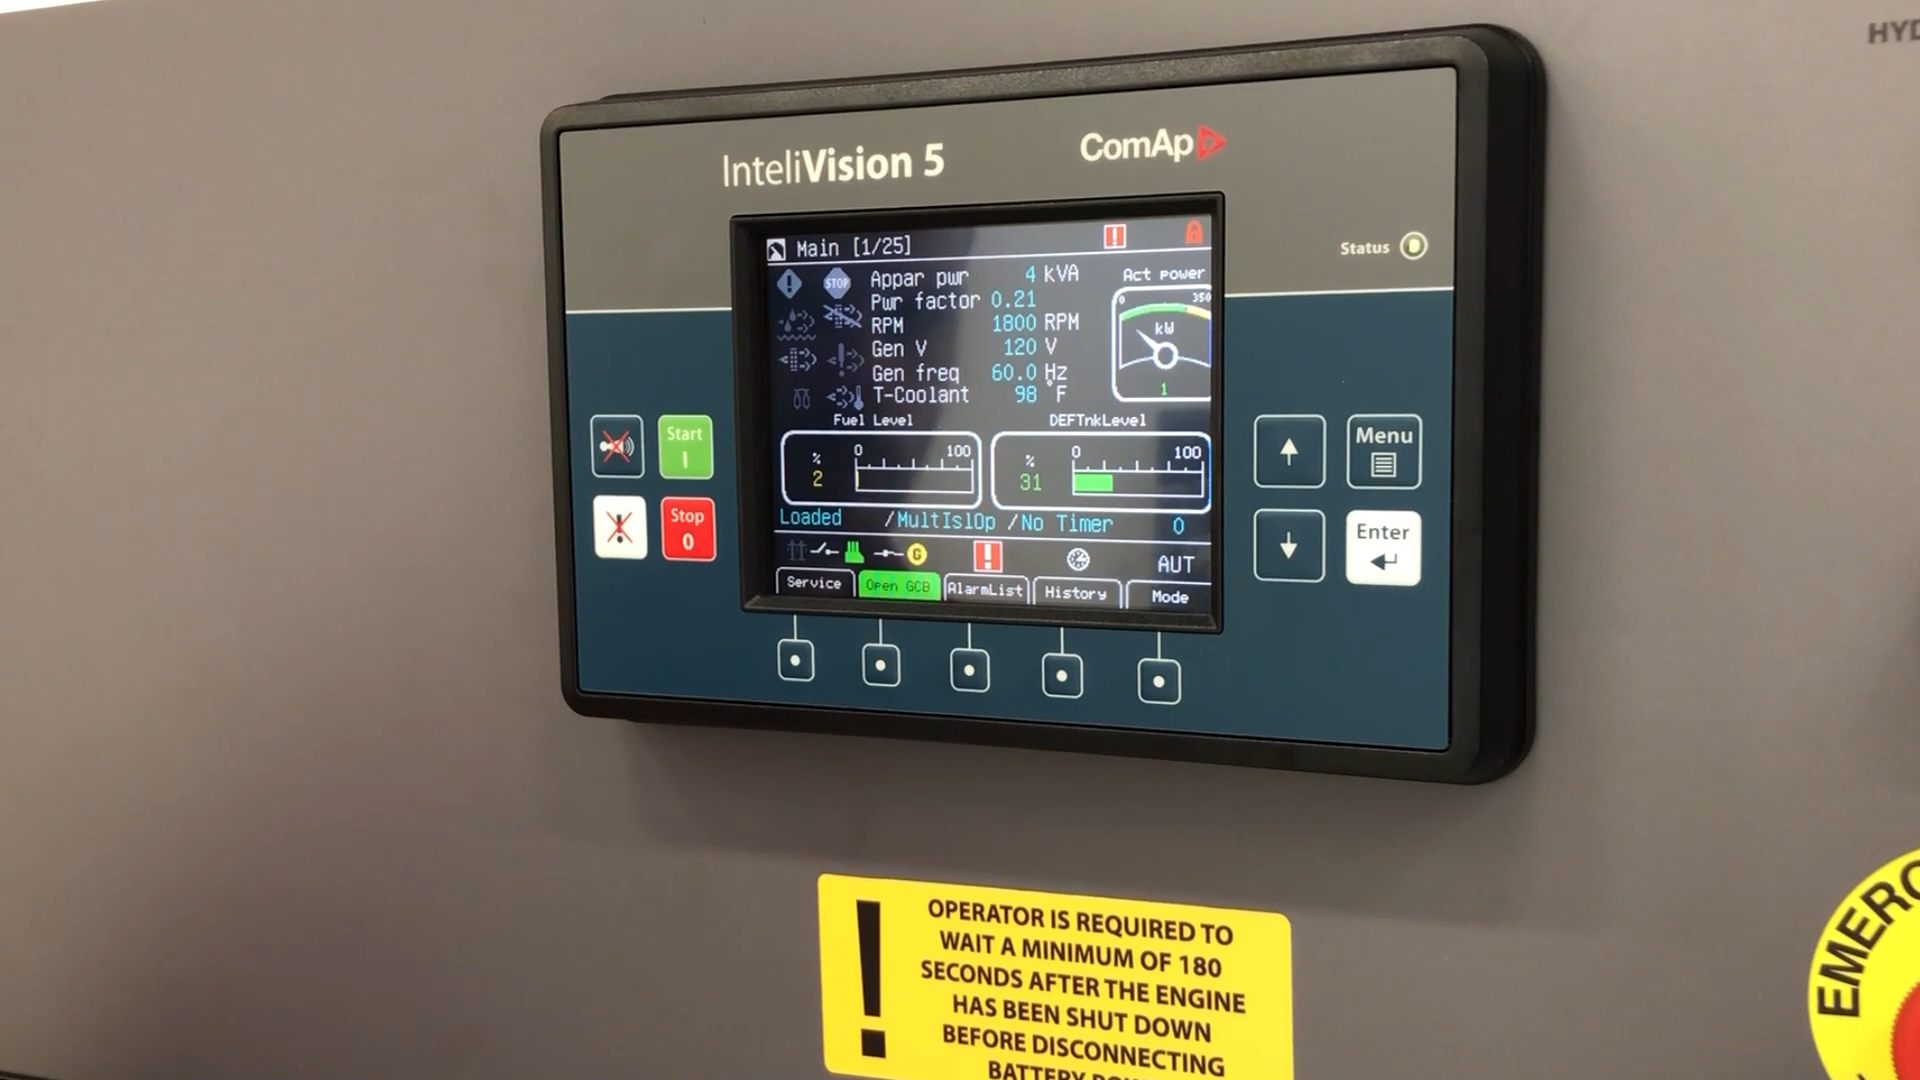 HYD
InteliVision 5
ComAp
Status
Main [1/25]
STOP
Appar pwr 4 kVA
Pwr factor 0.21
RPM 1800 RPM
Gen V 120 V
Gen freq 60.0 Hz
T-Coolant 98 °F
Act power
0 350
kW
1
Fuel Level
% 2 0 100
DEFTnkLevel
% 31 0 100
Loaded /MultIslOp /No Timer 0
G
AUT
Service Open GCB AlarmList History Mode
Start
I
Stop
0
Menu
Enter
OPERATOR IS REQUIRED TO
WAIT A MINIMUM OF 180
SECONDS AFTER THE ENGINE
HAS BEEN SHUT DOWN
BEFORE DISCONNECTING
BATTERY
EMERG